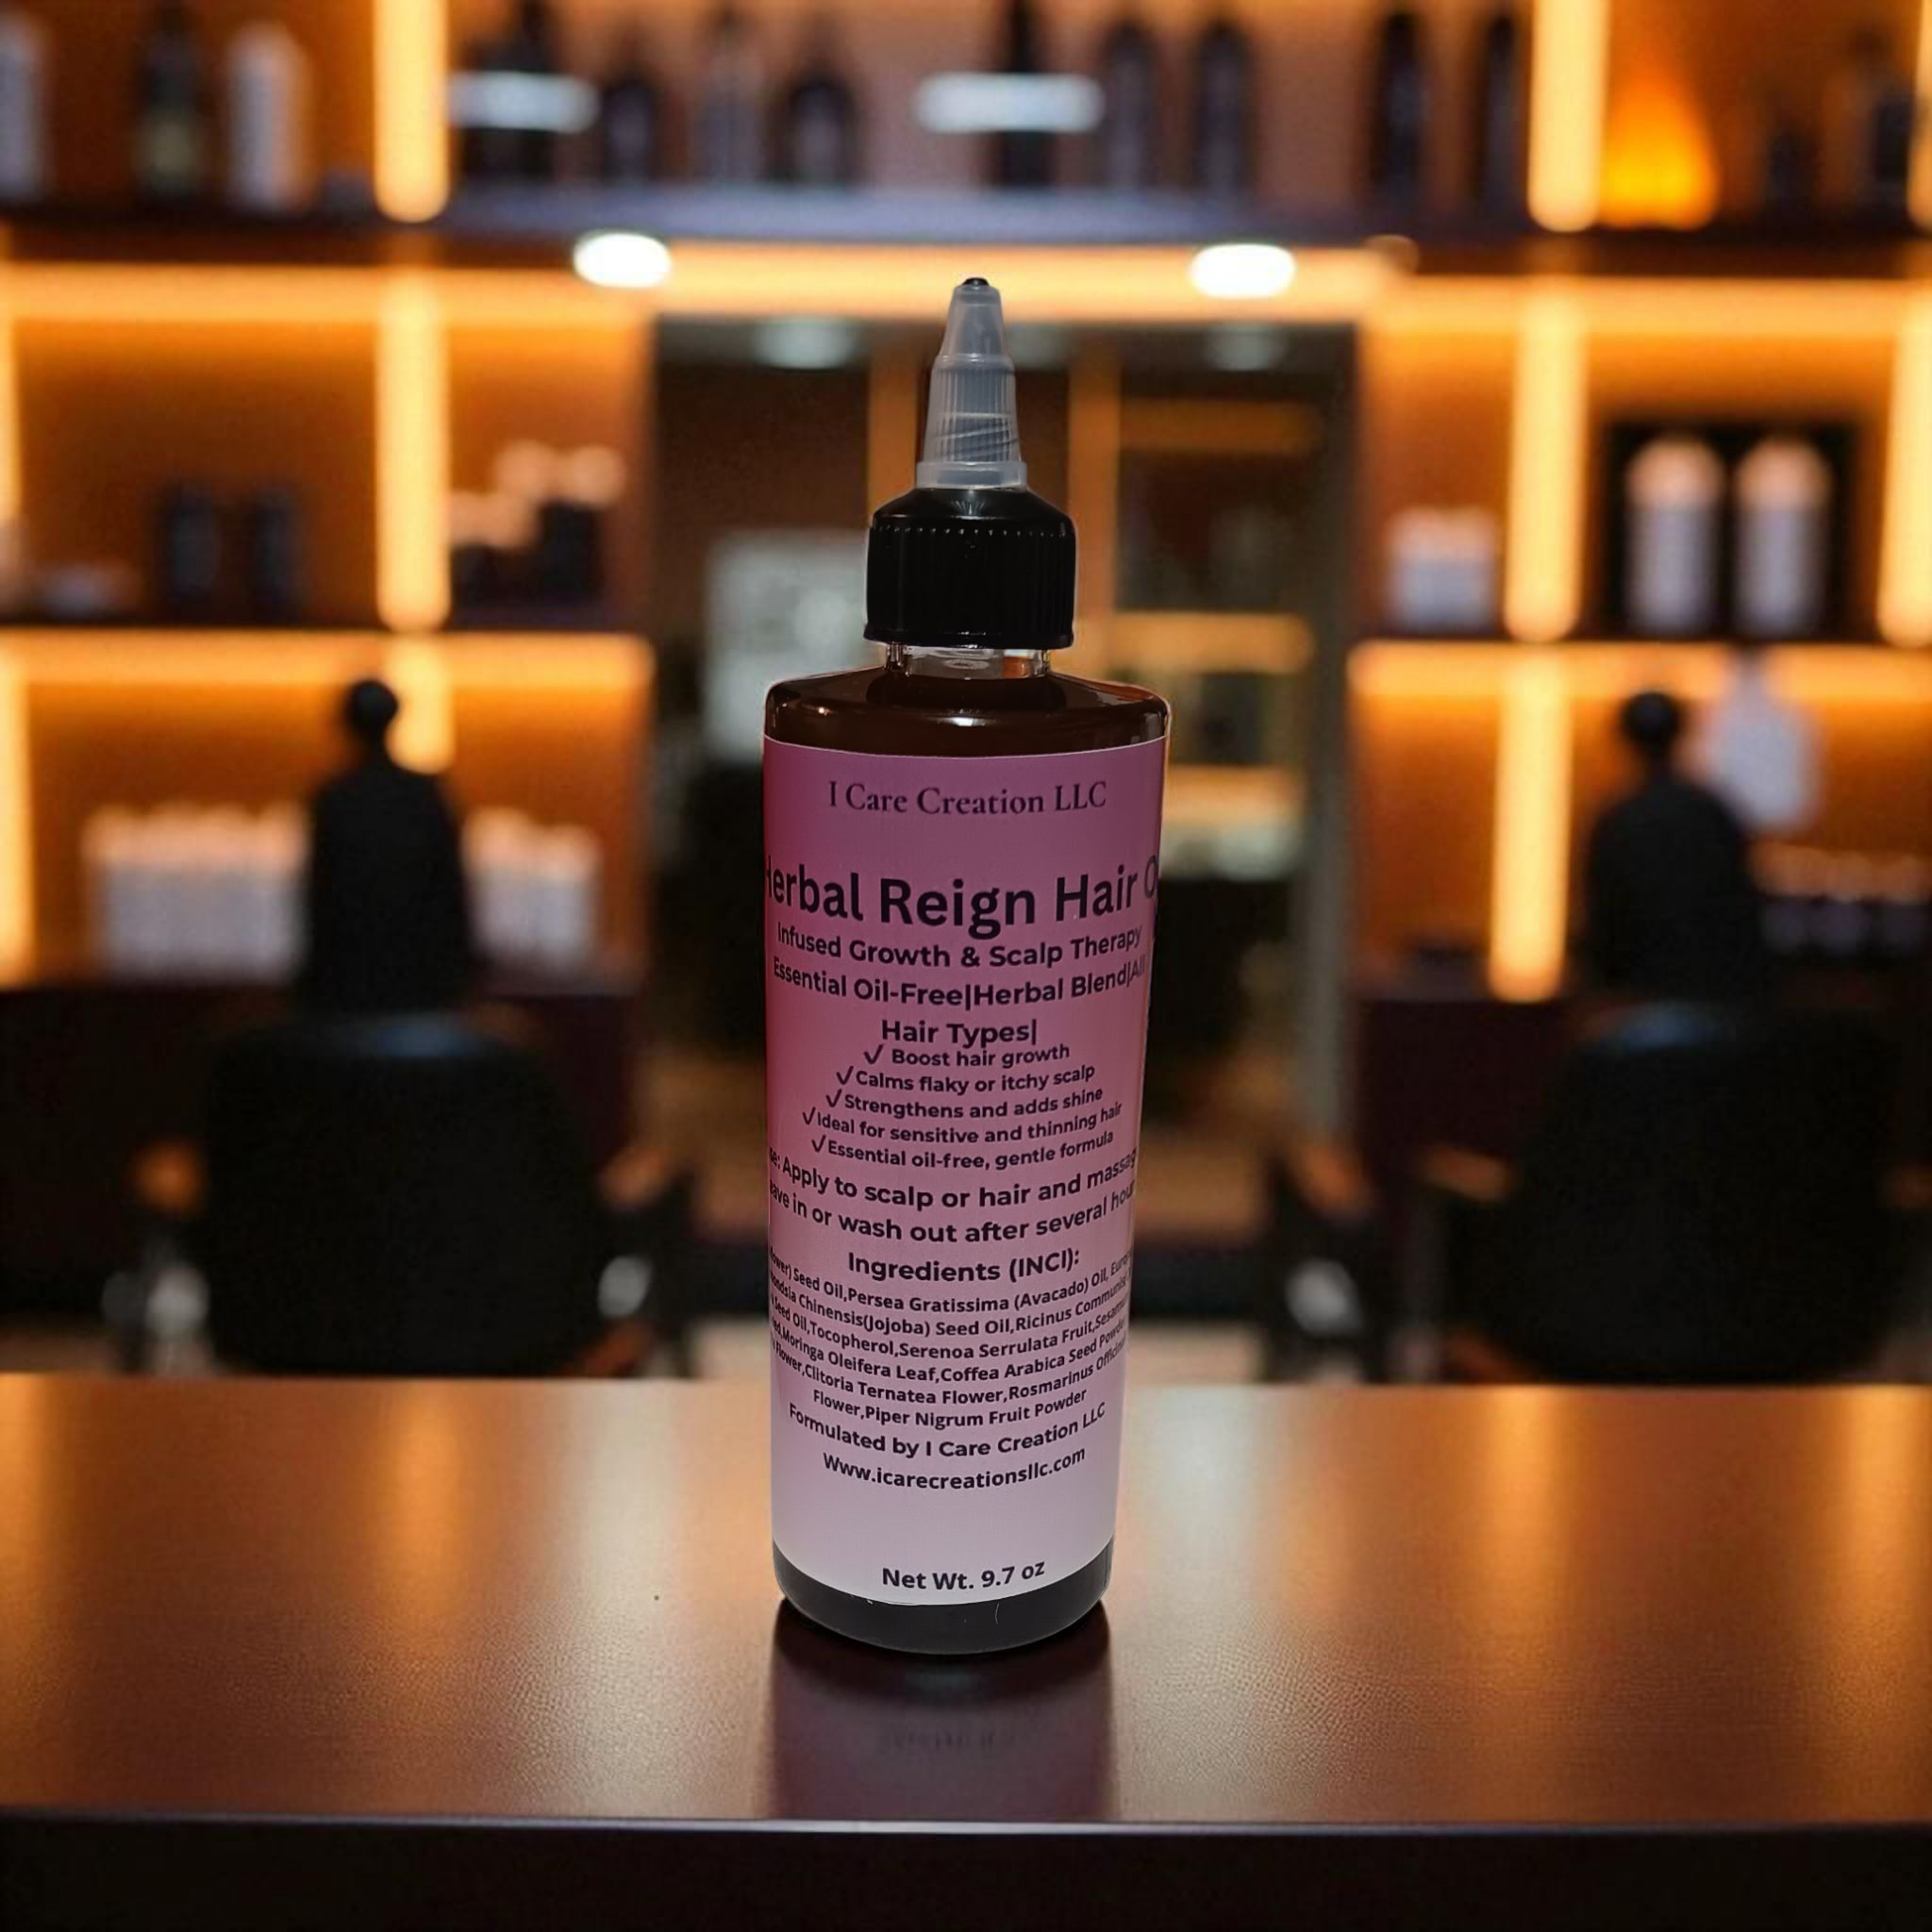 I Care Creation LLC
Herbal Reign Hair
Infused Growth & Scalp Therapy
Essential Oil-Free|Herbal Blend|All
Hair Types|
✓ Boost hair growth
✓Calms flaky or itchy scalp
✓Strengthens and adds shine
✓Ideal for sensitive and thinning hair
✓Essential oil-free, gentle formula
Apply to scalp or hair and
in or wash out after several
Ingredients (INCI):
Seed Oil,Persea Gratissima (Avacado) Oil,
Chinensis(Jojoba) Seed Oil,Ricinus
Seed Oil,Tocopherol,Serenoa Serrulata Fruit,
Moringa Oleifera Leaf,Coffea Arabica Seed Powder
Flower,Clitoria Ternatea Flower,Rosmarinus
Flower,Piper Nigrum Fruit Powder
Formulated by I Care Creation LLC
Www.icarecreationsllc.com
Net Wt. 9.7 oz